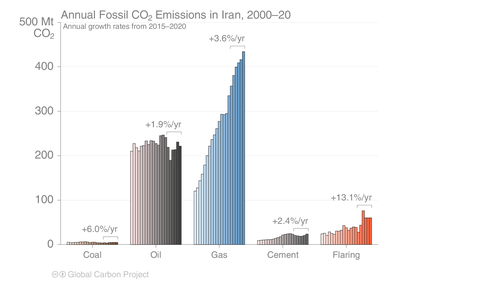 Annual Fossil CO₂ Emissions in Iran, 2000–20
Annual growth rates from 2015–2020
500 Mt
CO₂
400
300
200
100
0
+6.0%/yr
+1.9%/yr
+3.6%/yr
+2.4%/yr
+13.1%/yr
Coal
Oil
Gas
Cement
Flaring
Global Carbon Project